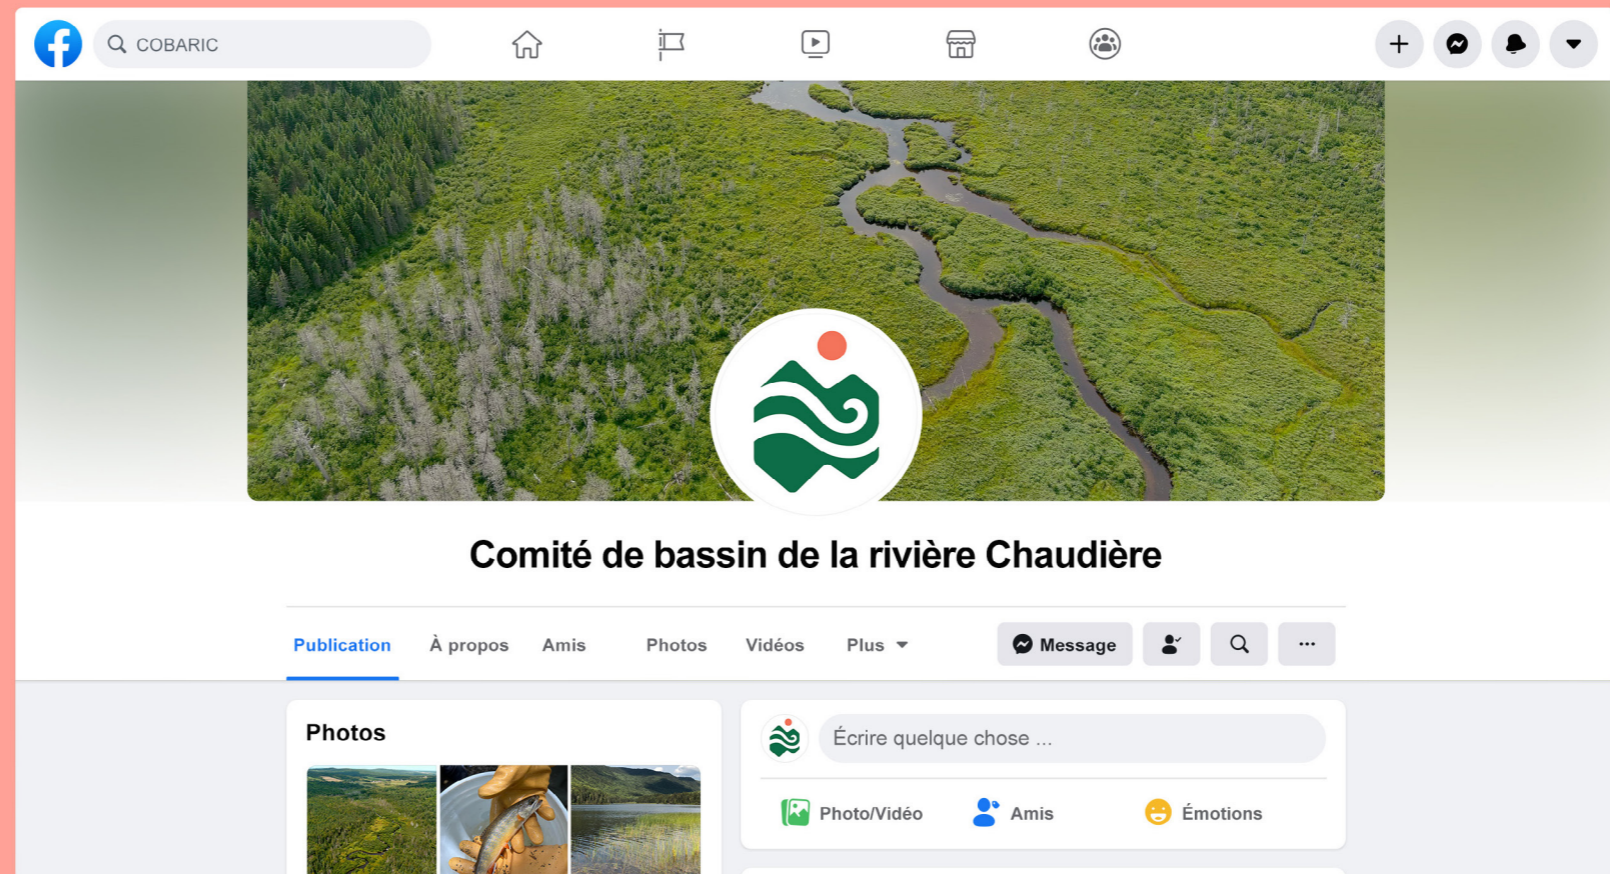 COBARIC
Comité de bassin de la rivière Chaudière
Publication À propos Amis Photos Vidéos Plus Message
Photos
Écrire quelque chose ...
Photo/Vidéo Amis Émotions